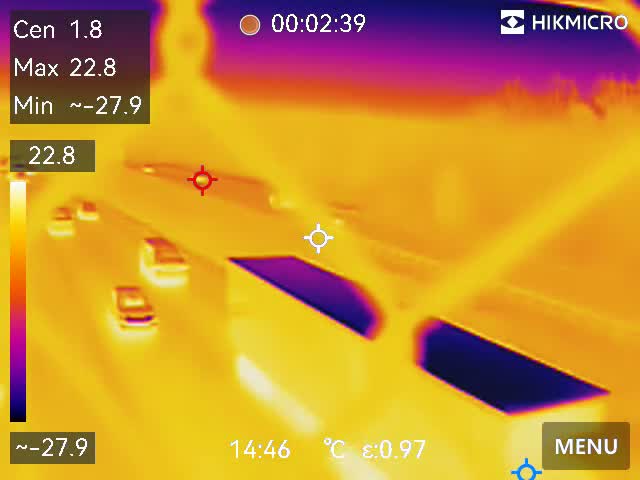 Cen 1.8
Max 22.8
Min ~-27.9
00:02:39
HIKMICRO
22.8
~-27.9
14:46 ℃ ε:0.97
MENU